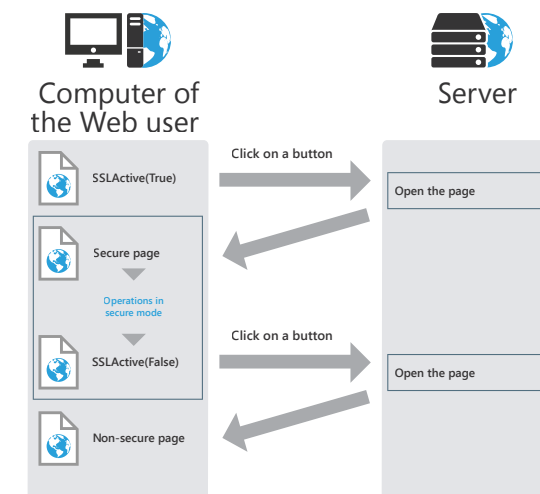 Computer of
the Web user
Server
Click on a button
SSLActive(True)
Open the page
Secure page
Operations in
secure mode
Click on a button
SSLActive(False)
Open the page
Non-secure page